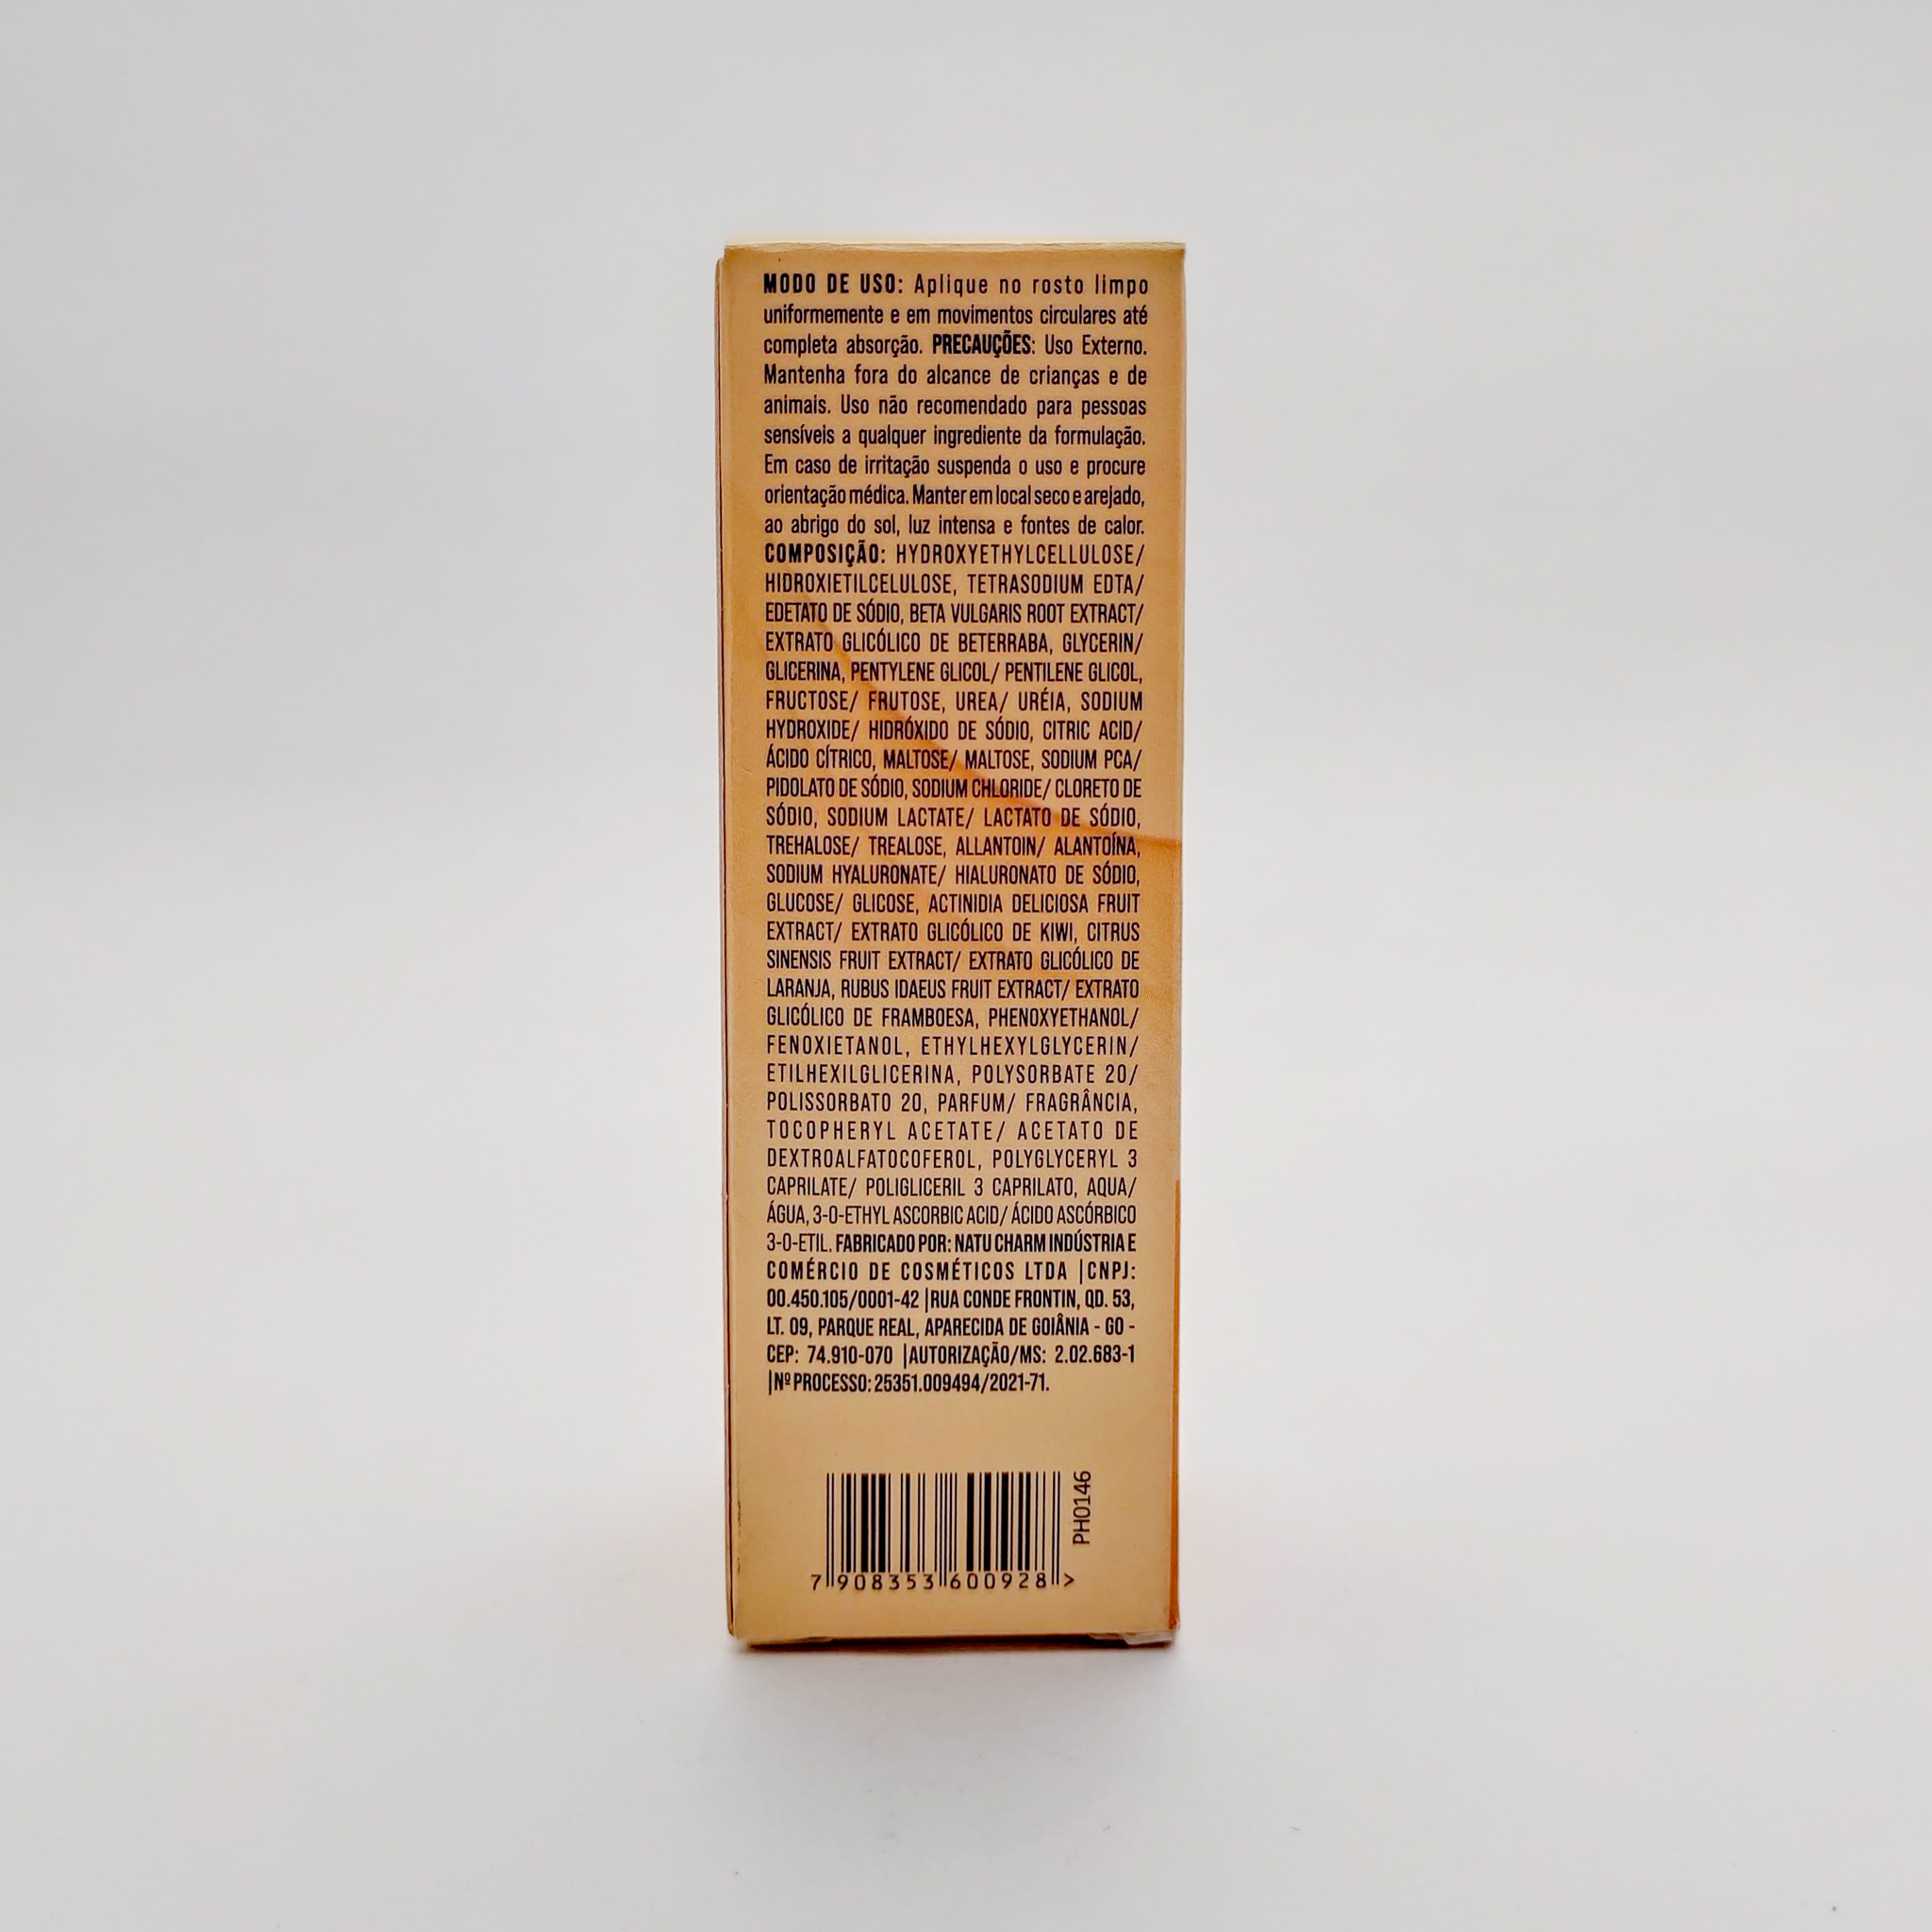 MODO DE USO: Aplique no rosto limpo
uniformemente e em movimentos circulares até
completa absorção. PRECAUÇÕES: Uso Externo.
Mantenha fora do alcance de crianças e de
animais. Uso não recomendado para pessoas
sensíveis a qualquer ingrediente da formulação.
Em caso de irritação suspenda o uso e procure
orientação médica. Manter em local seco e arejado,
ao abrigo do sol, luz intensa e fontes de calor.
COMPOSIÇÃO: HYDROXYETHYLCELLULOSE/
HIDROXIETILCELULOSE, TETRASODIUM EDTA/
EDETATO DE SÓDIO, BETA VULGARIS ROOT EXTRACT/
EXTRATO GLICÓLICO DE BETERRABA, GLYCERIN/
GLICERINA, PENTYLENE GLICOL/ PENTILENE GLICOL,
FRUCTOSE/ FRUTOSE, UREA/ URÉIA, SODIUM
HYDROXIDE/ HIDRÓXIDO DE SÓDIO, CITRIC ACID/
ÁCIDO CÍTRICO, MALTOSE/ MALTOSE, SODIUM PCA/
PIDOLATO DE SÓDIO, SODIUM CHLORIDE/ CLORETO DE
SÓDIO, SODIUM LACTATE/ LACTATO DE SÓDIO,
TREHALOSE/ TREALOSE, ALLANTOIN/ ALANTOÍNA,
SODIUM HYALURONATE/ HIALURONATO DE SÓDIO,
GLUCOSE/ GLICOSE, ACTINIDIA DELICIOSA FRUIT
EXTRACT/ EXTRATO GLICÓLICO DE KIWI, CITRUS
SINENSIS FRUIT EXTRACT/ EXTRATO GLICÓLICO DE
LARANJA, RUBUS IDAEUS FRUIT EXTRACT/ EXTRATO
GLICÓLICO DE FRAMBOESA, PHENOXYETHANOL/
FENOXIETANOL, ETHYLHEXYLGLYCERIN/
ETILHEXILGLICERINA, POLYSORBATE 20/
POLISSORBATO 20, PARFUM/ FRAGRÂNCIA,
TOCOPHERYL ACETATE/ ACETATO DE
DEXTROALFATOCOFEROL, POLYGLYCERYL 3
CAPRILATE/ POLIGLICERIL 3 CAPRILATO, AQUA/
ÁGUA, 3-O-ETHYL ASCORBIC ACID/ ÁCIDO ASCÓRBICO
3-O-ETIL. FABRICADO POR: NATU CHARM INDÚSTRIA E
COMÉRCIO DE COSMÉTICOS LTDA |CNPJ:
00.450.105/0001-42 |RUA CONDE FRONTIN, QD. 53,
LT. 09, PARQUE REAL, APARECIDA DE GOIÂNIA - GO -
CEP: 74.910-070 |AUTORIZAÇÃO/MS: 2.02.683-1
|Nº PROCESSO: 25351.009494/2021-71.
PH0146
7 908353 600928 >